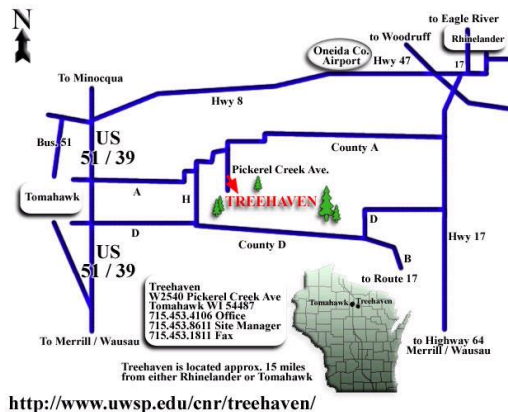 N
to Eagle River
to Woodruff
Rhinelander
Oneida Co.
Airport
17
Hwy 47
To Minocqua
Hwy 8
Bus. 51
US
51 / 39
County A
Pickerel Creek Ave.
A
H
TREEHAVEN
Tomahawk
D
D
County D
Hwy 17
B
to Route 17
US
51 / 39
Treehaven
W2540 Pickerel Creek Ave
Tomahawk WI 54487
715.453.4106 Office
715.453.8611 Site Manager
715.453.1811 Fax
Tomahawk
Treehaven
To Merrill / Wausau
to Highway 64
Merrill / Wausau
Treehaven is located approx. 15 miles
from either Rhinelander or Tomahawk
http://www.uwsp.edu/cnr/treehaven/